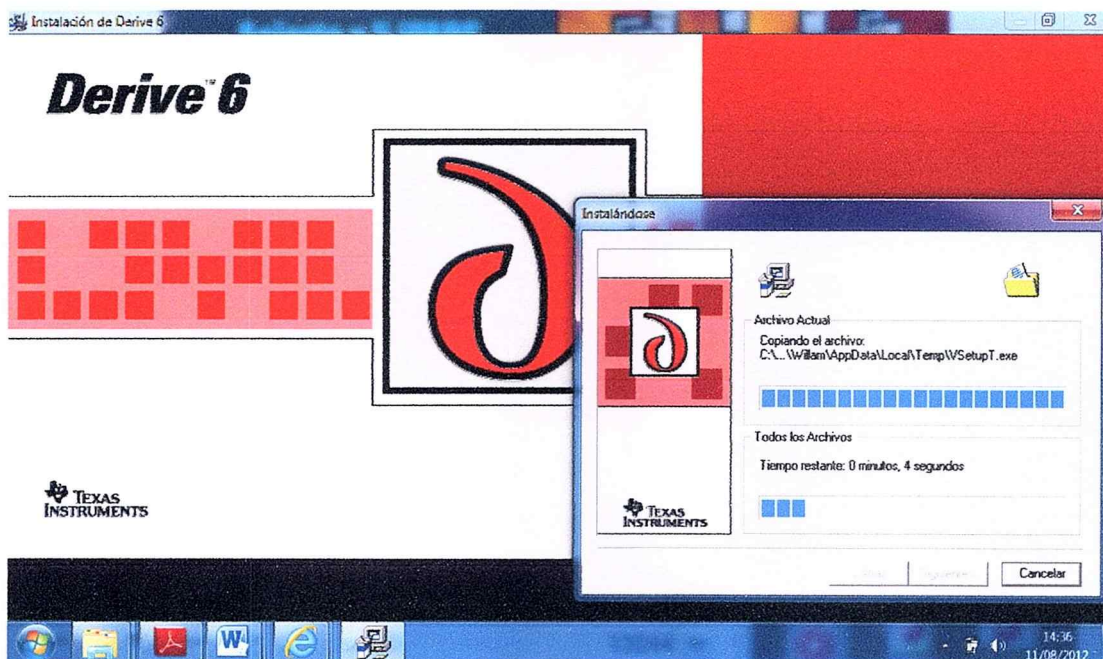 Instalación de Derive 6
Derive™ 6
Instalándose
Archivo Actual
Copiando el archivo:
C:\...\Willam\AppData\Local\Temp\VSetupT.exe
Todos los Archivos
Tiempo restante: 0 minutos, 4 segundos
TEXAS
INSTRUMENTS
TEXAS
INSTRUMENTS
Cancelar
14:36
11/08/2012